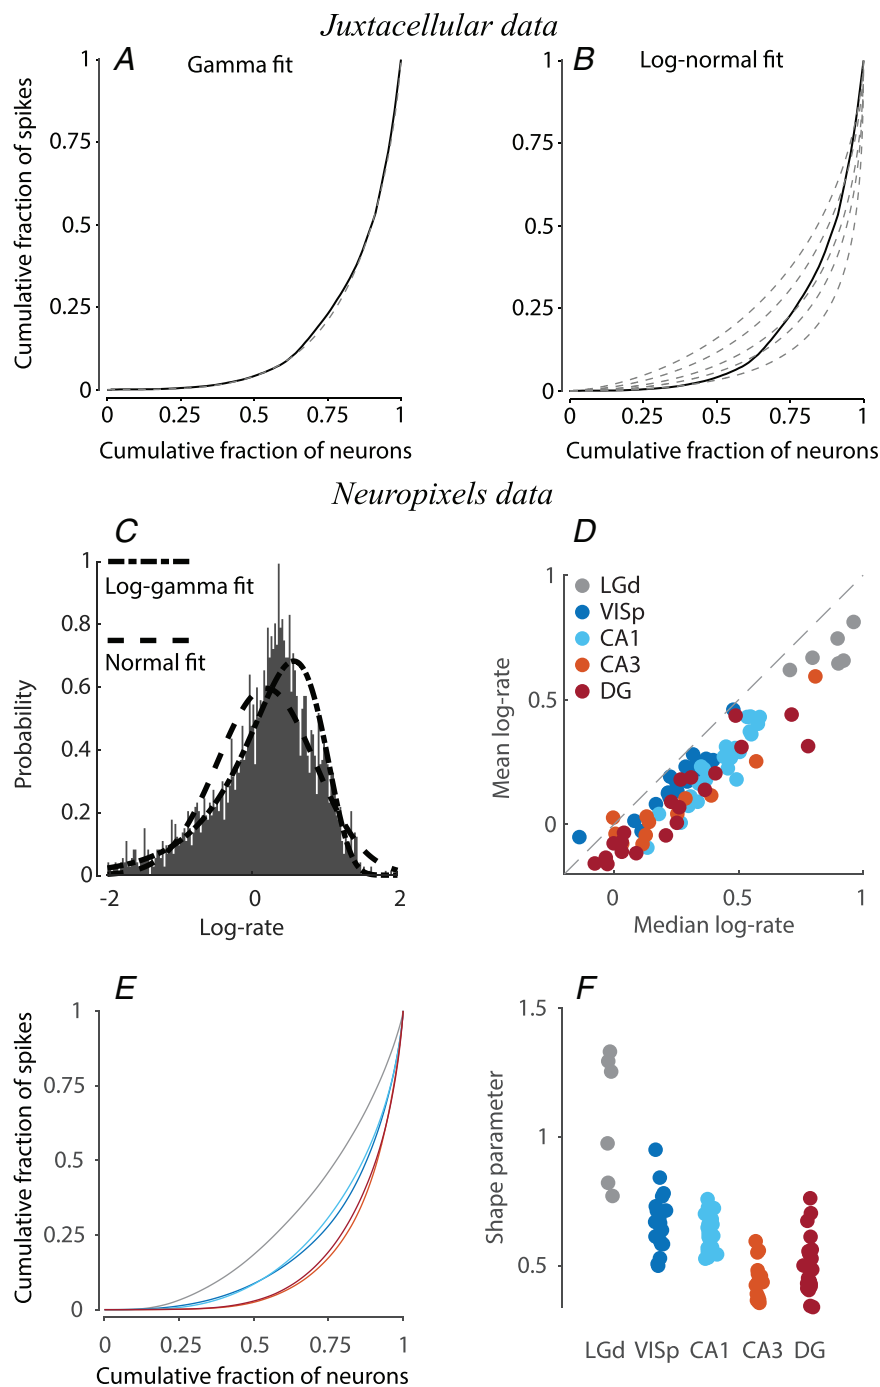 Juxtacellular data
A
Gamma fit
Cumulative fraction of spikes
1
0.75
0.5
0.25
0
0 0.25 0.5 0.75 1
Cumulative fraction of neurons
B
Log-normal fit
1
0.75
0.5
0.25
0
0 0.25 0.5 0.75 1
Cumulative fraction of neurons
Neuropixels data
C
Log-gamma fit
Normal fit
Probability
1
0.8
0.6
0.4
0.2
0
-2 0 2
Log-rate
D
LGd
VISp
CA1
CA3
DG
Mean log-rate
1
0.5
0
0 0.5 1
Median log-rate
E
Cumulative fraction of spikes
1
0.75
0.5
0.25
0
0 0.25 0.5 0.75 1
Cumulative fraction of neurons
F
Shape parameter
1.5
1
0.5
LGd VISp CA1 CA3 DG